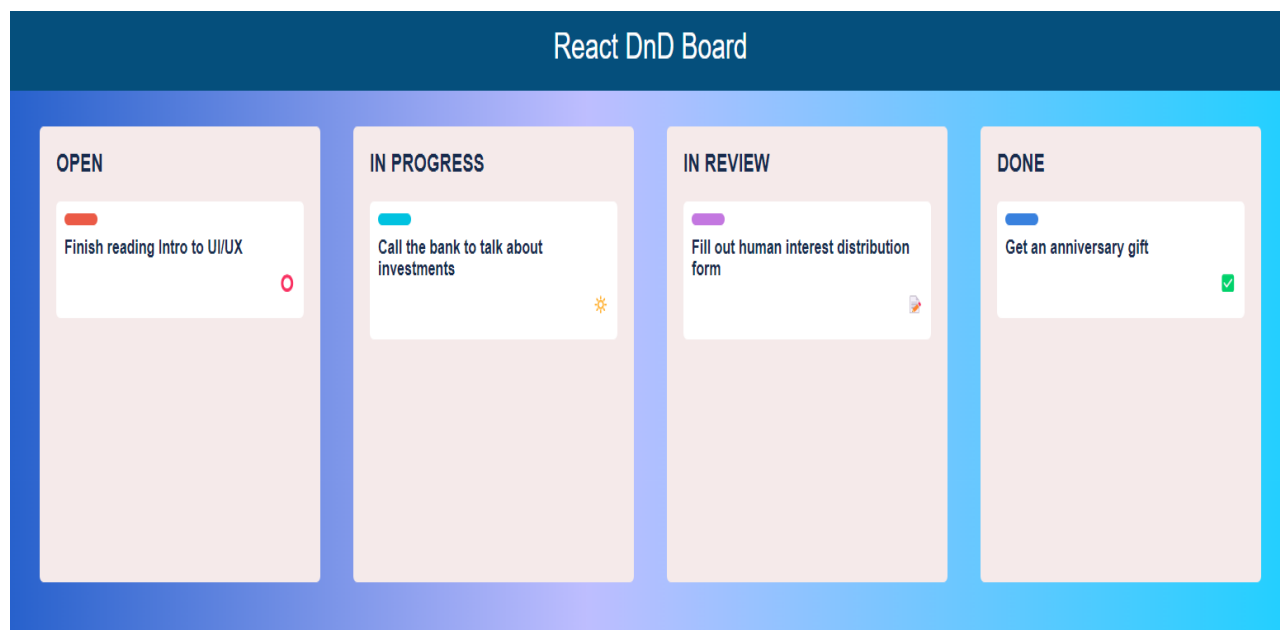 React DnD Board
OPEN
Finish reading Intro to UI/UX
IN PROGRESS
Call the bank to talk about
investments
IN REVIEW
Fill out human interest distribution
form
DONE
Get an anniversary gift